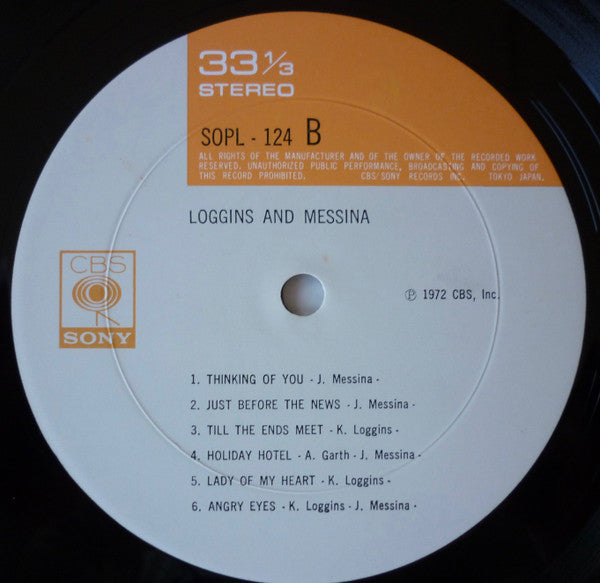 33 1/3
STEREO
SOPL - 124 B
ALL RIGHTS OF THE MANUFACTURER AND OF THE OWNER OF THE RECORDED WORK
RESERVED. UNAUTHORIZED PUBLIC PERFORMANCE, BROADCASTING AND COPYING OF
THIS RECORD PROHIBITED. CBS/SONY RECORDS INC. TOKYO JAPAN.
LOGGINS AND MESSINA
CBS
SONY
℗ 1972 CBS, Inc.
1. THINKING OF YOU - J. Messina -
2. JUST BEFORE THE NEWS - J. Messina -
3. TILL THE ENDS MEET - K. Loggins -
4. HOLIDAY HOTEL - A. Garth - J. Messina -
5. LADY OF MY HEART - K. Loggins -
6. ANGRY EYES - K. Loggins - J. Messina -